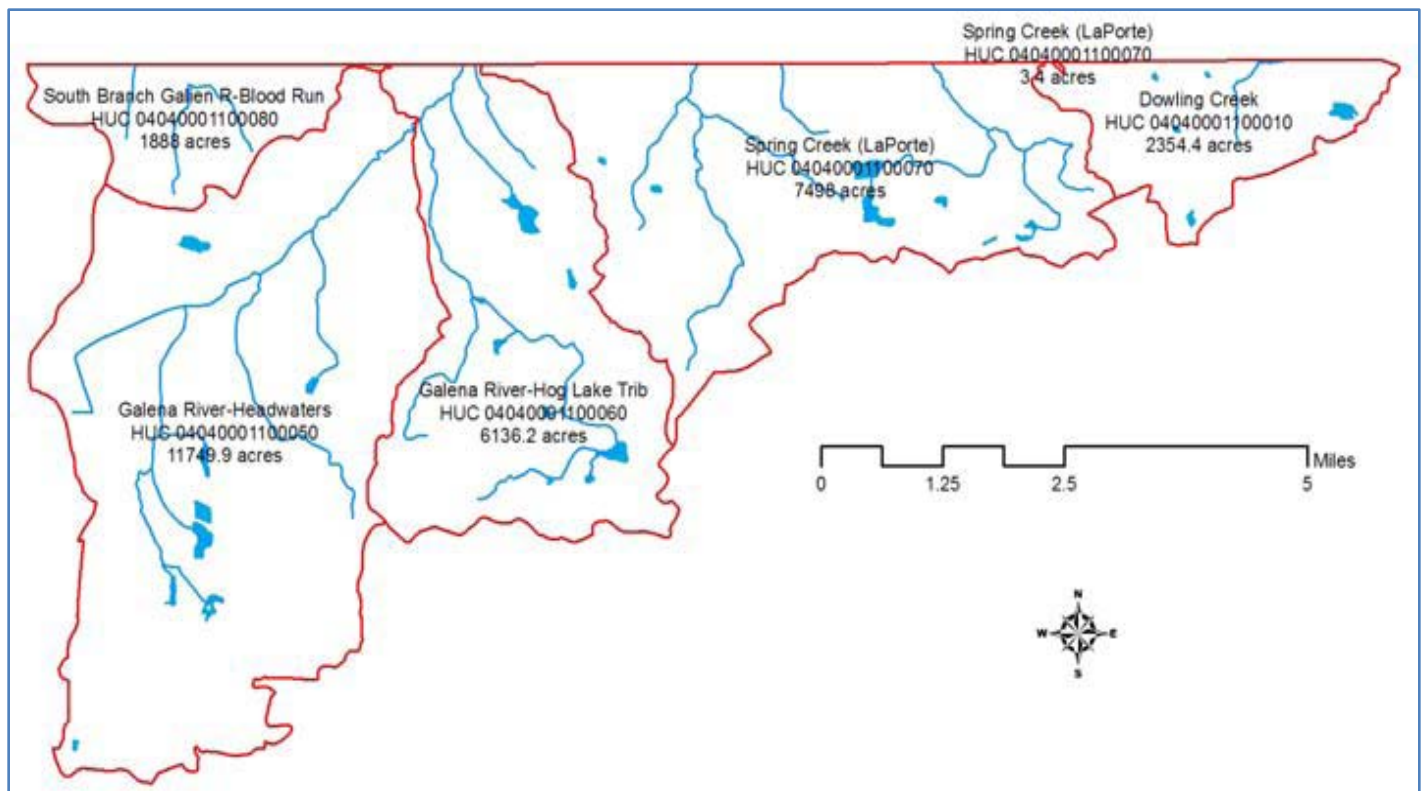 Spring Creek (LaPorte)
HUC 04040001100070
3.4 acres
South Branch Galien R-Blood Run
HUC 04040001100080
1888 acres
Dowling Creek
HUC 04040001100010
2354.4 acres
Spring Creek (LaPorte)
HUC 04040001100070
7498 acres
Galena River-Headwaters
HUC 04040001100050
11749.9 acres
Galena River-Hog Lake Trib
HUC 04040001100060
6136.2 acres
Miles
0 1.25 2.5 5
N
W E
S